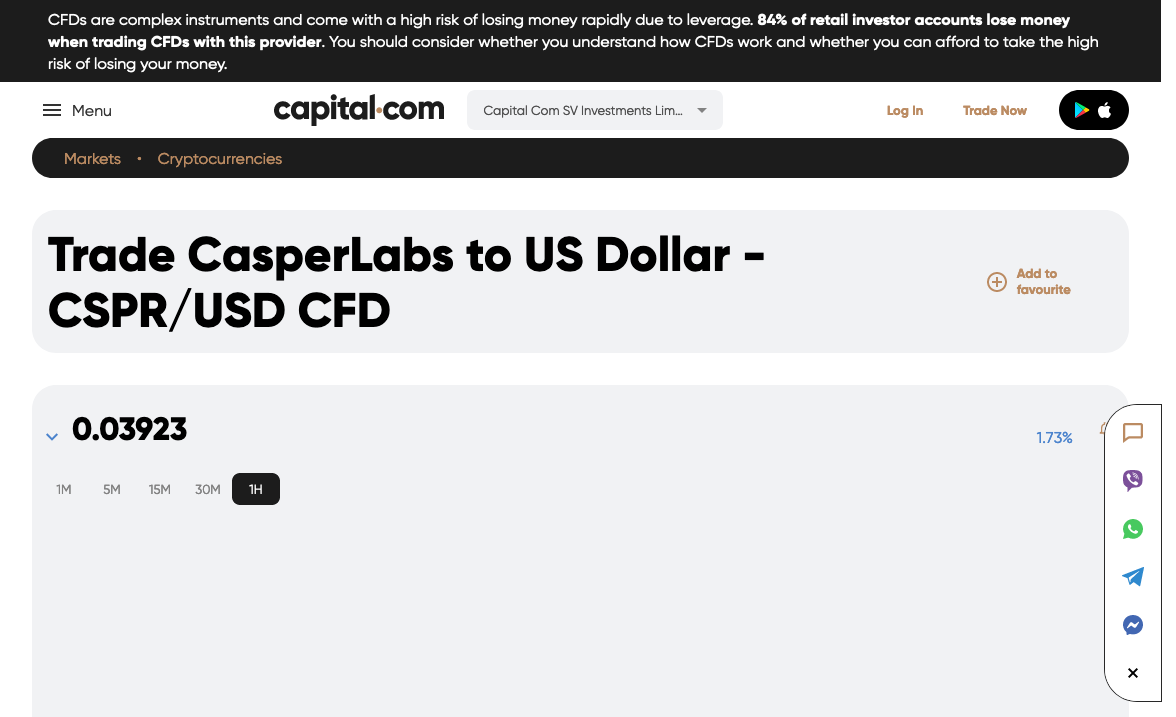 CFDs are complex instruments and come with a high risk of losing money rapidly due to leverage. 84% of retail investor accounts lose money
when trading CFDs with this provider. You should consider whether you understand how CFDs work and whether you can afford to take the high
risk of losing your money.
Menu
capital.com
Capital Com SV Investments Lim...
Log In
Trade Now
Markets
Cryptocurrencies
Trade CasperLabs to US Dollar -
CSPR/USD CFD
Add to
favourite
0.03923
1.73%
1M 5M 15M 30M 1H